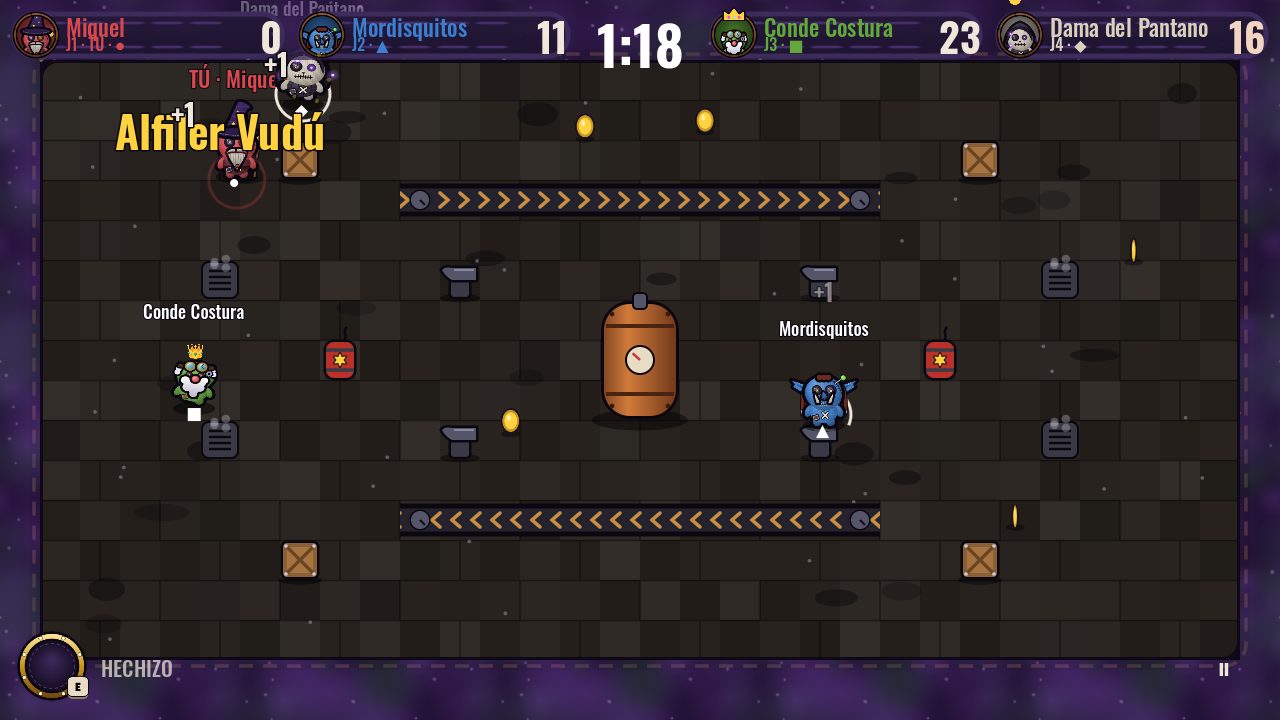 Dama del Pantano
Miquel
J1 · TÚ · ●
0
Mordisquitos
J2 · ▲
11
1:18
Conde Costura
J3 · ■
23
Dama del Pantano
J4 · ◆
16
+1
TÚ · Mique
+1
Alfiler Vudú
Conde Costura
+1
Mordisquitos
E
HECHIZO